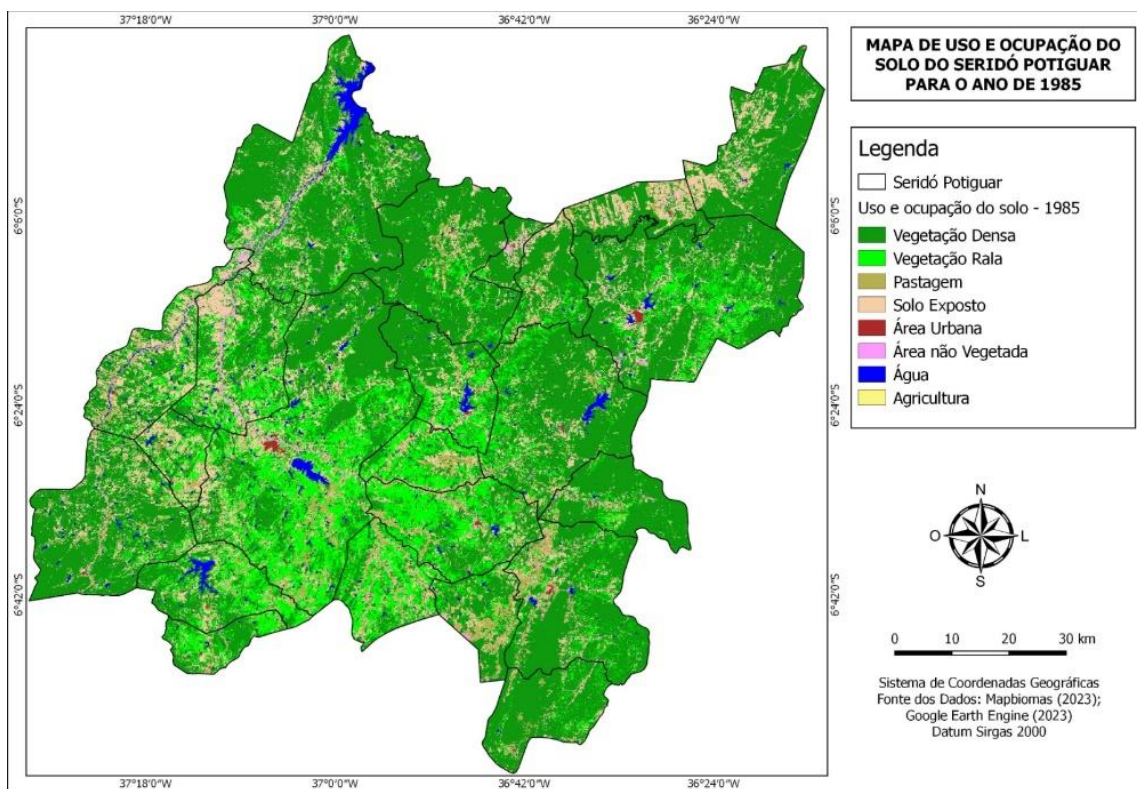 37°18'0"W 37°0'0"W 36°42'0"W 36°24'0"W
6°6'0"S
6°24'0"S
6°42'0"S
6°6'0"S
6°24'0"S
6°42'0"S
37°18'0"W 37°0'0"W 36°42'0"W 36°24'0"W
MAPA DE USO E OCUPAÇÃO DO
SOLO DO SERIDÓ POTIGUAR
PARA O ANO DE 1985
Legenda
Seridó Potiguar
Uso e ocupação do solo - 1985
Vegetação Densa
Vegetação Rala
Pastagem
Solo Exposto
Área Urbana
Área não Vegetada
Água
Agricultura
N
O L
S
0 10 20 30 km
Sistema de Coordenadas Geográficas
Fonte dos Dados: Mapbiomas (2023);
Google Earth Engine (2023)
Datum Sirgas 2000